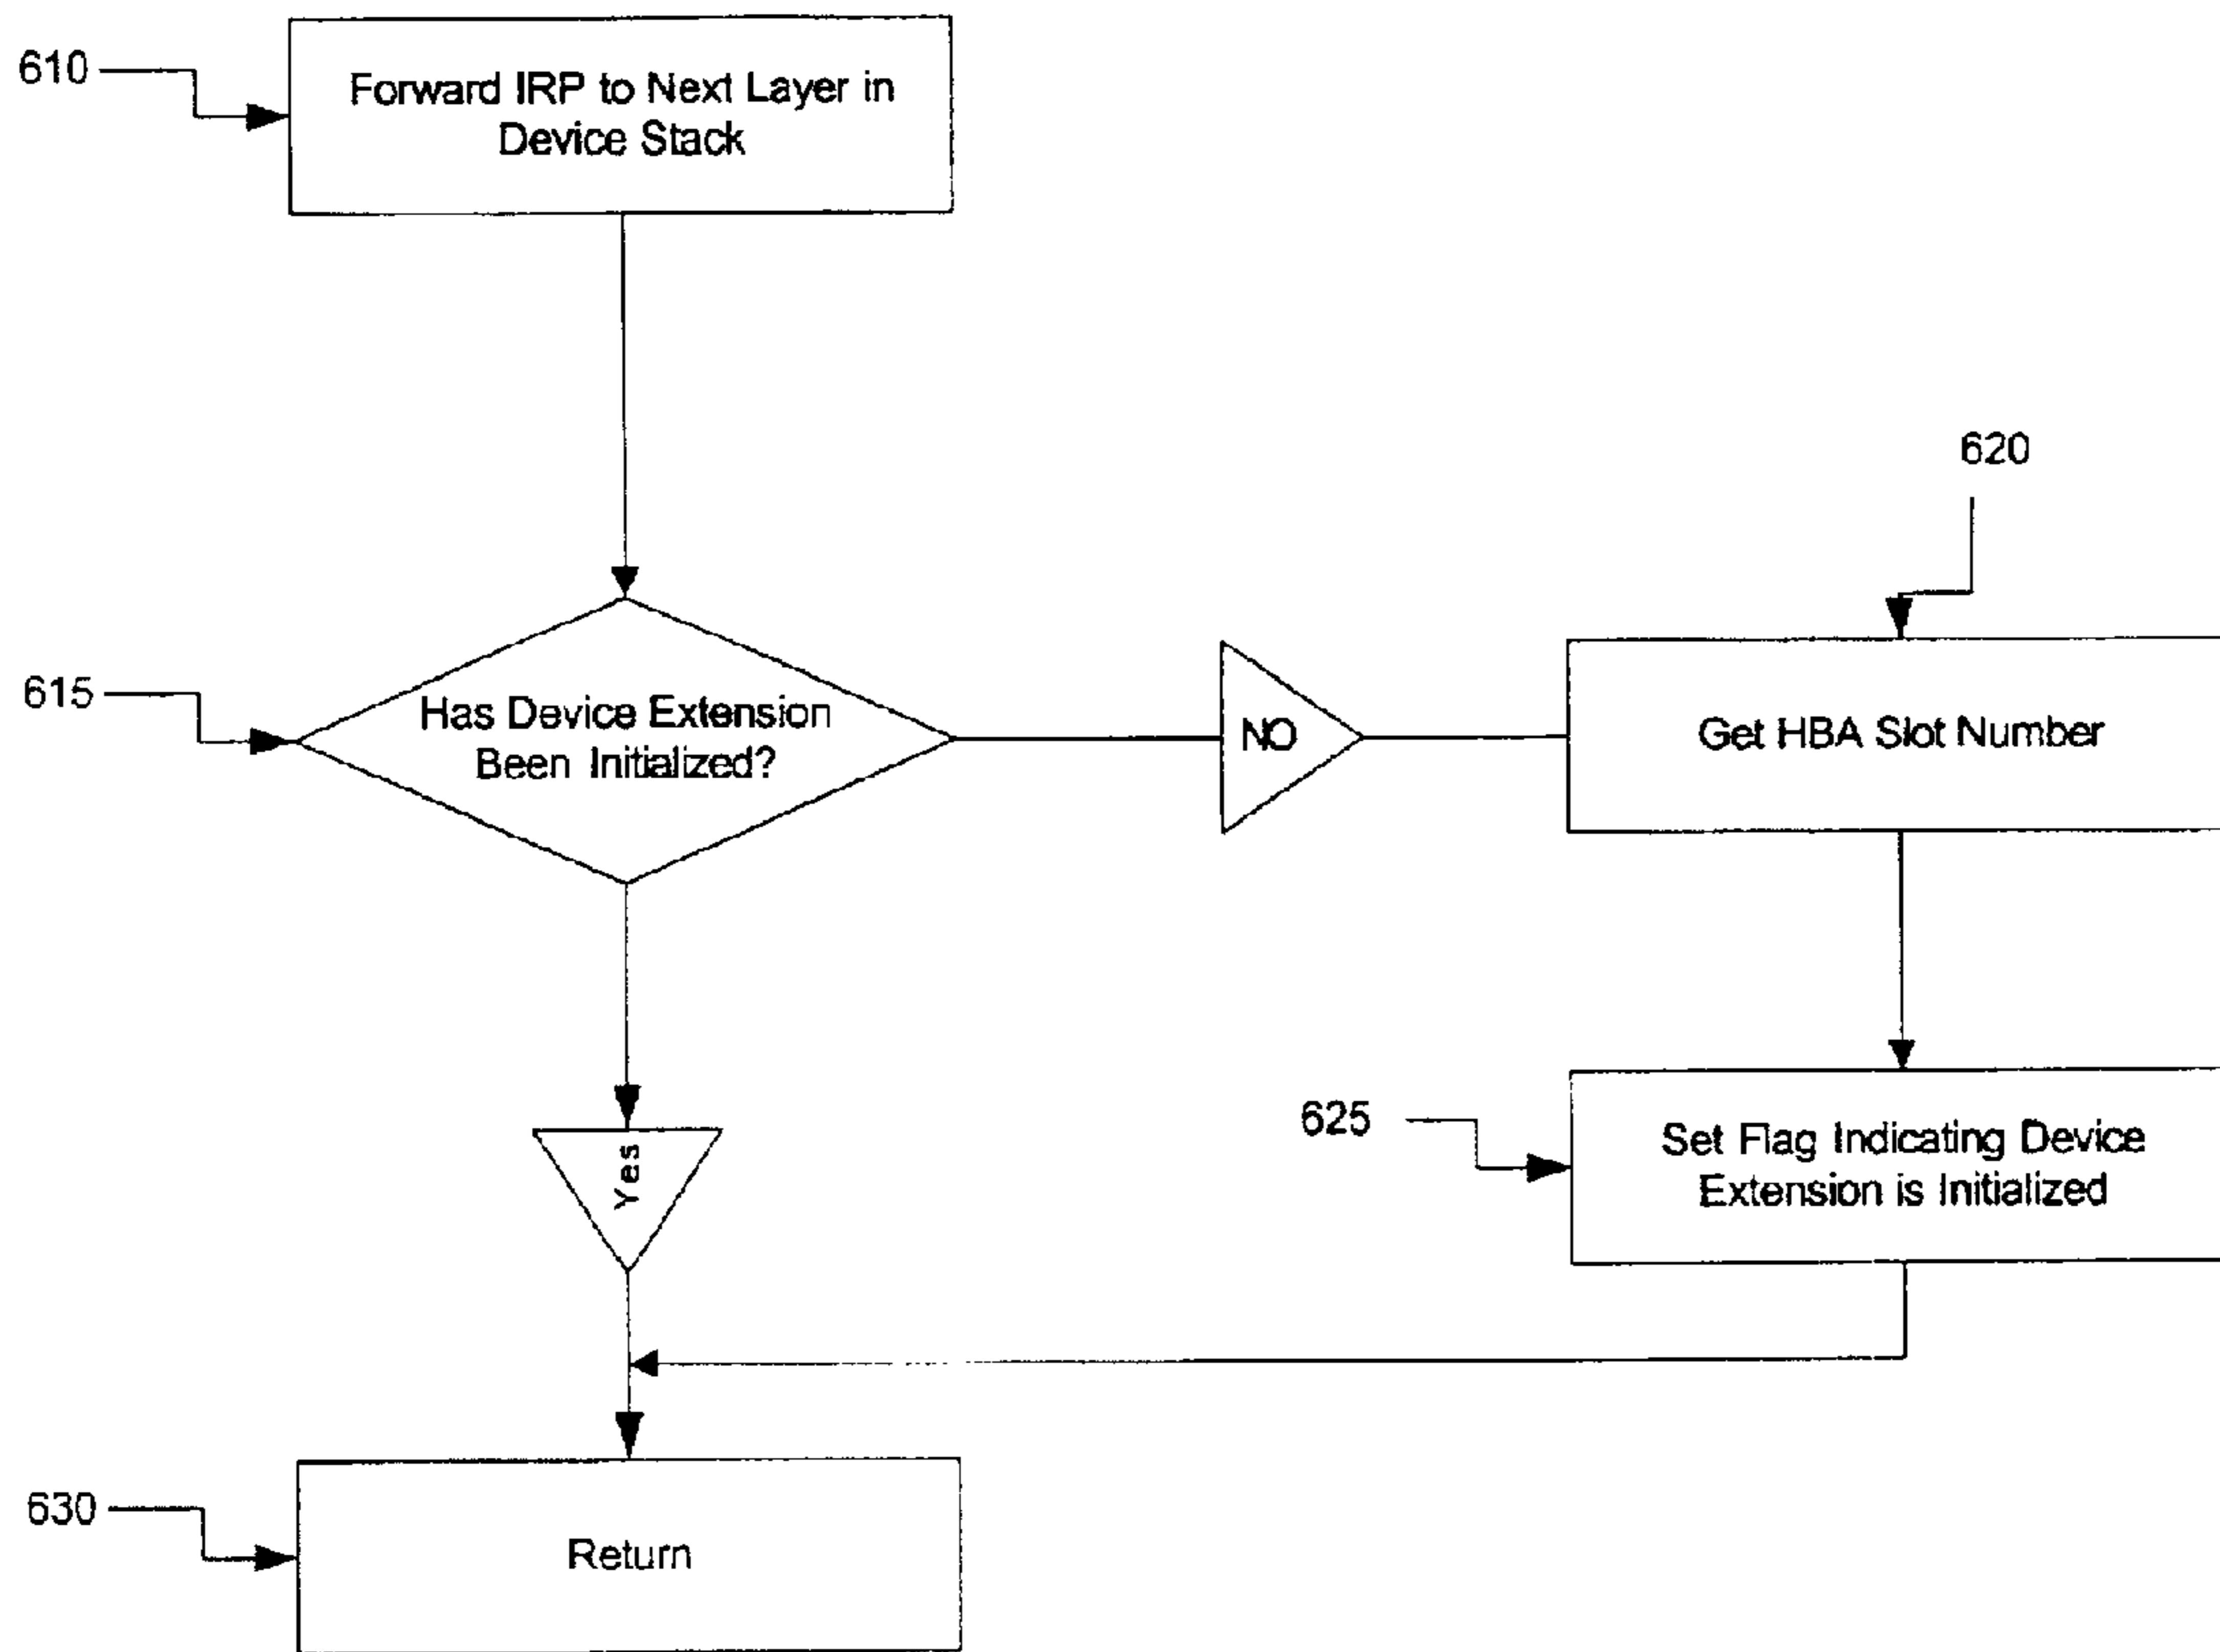 610
Forward IRP to Next Layer in
Device Stack
620
615
Has Device Extension
Been Initialized?
NO
Get HBA Slot Number
Yes
625
Set Flag Indicating Device
Extension is Initialized
630
Return